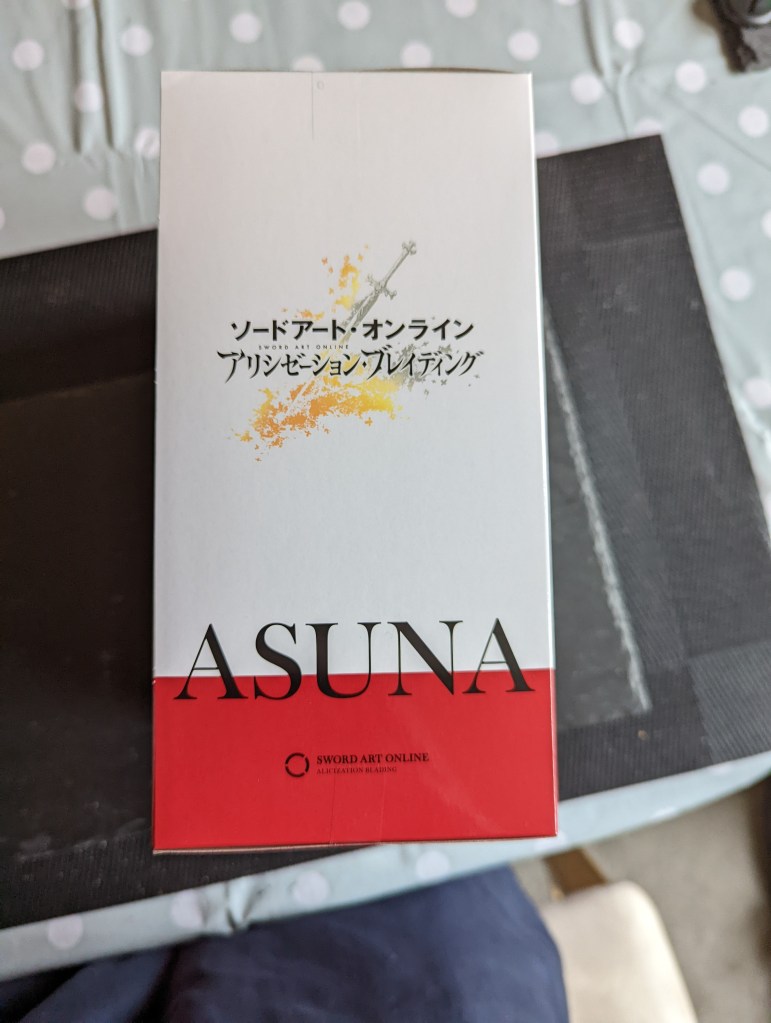 ソードアート・オンライン
SWORD ART ONLINE
アリシゼーション・ブレイディング
ASUNA
SWORD ART ONLINE
ALICIZATION BLADING